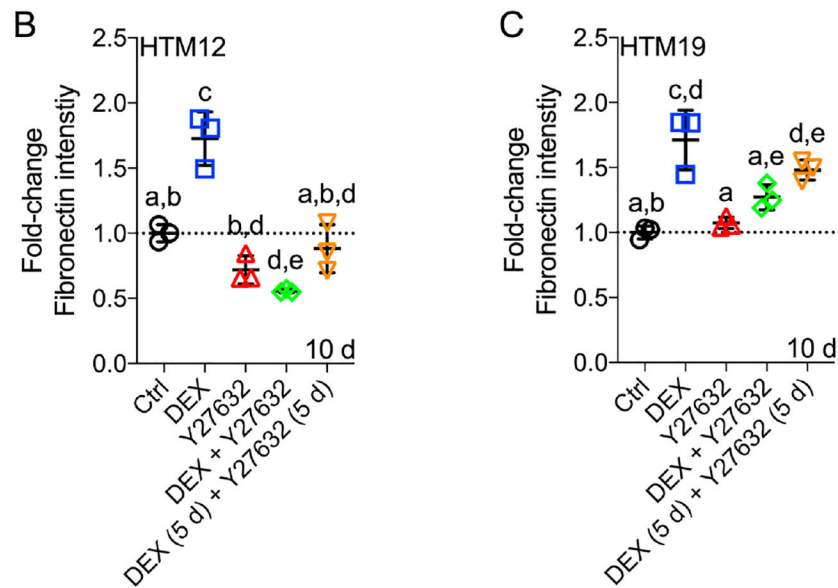 B
HTM12
Fold-change
Fibronectin intenstiy
2.5
2.0
1.5
1.0
0.5
0.0
a,b
c
b,d
d,e
a,b,d
10 d
Ctrl
DEX
Y27632
DEX + Y27632
DEX (5 d) + Y27632 (5 d)
C
HTM19
Fold-change
Fibronectin intenstiy
2.5
2.0
1.5
1.0
0.5
0.0
a,b
c,d
a
a,e
d,e
10 d
Ctrl
DEX
Y27632
DEX + Y27632
DEX (5 d) + Y27632 (5 d)